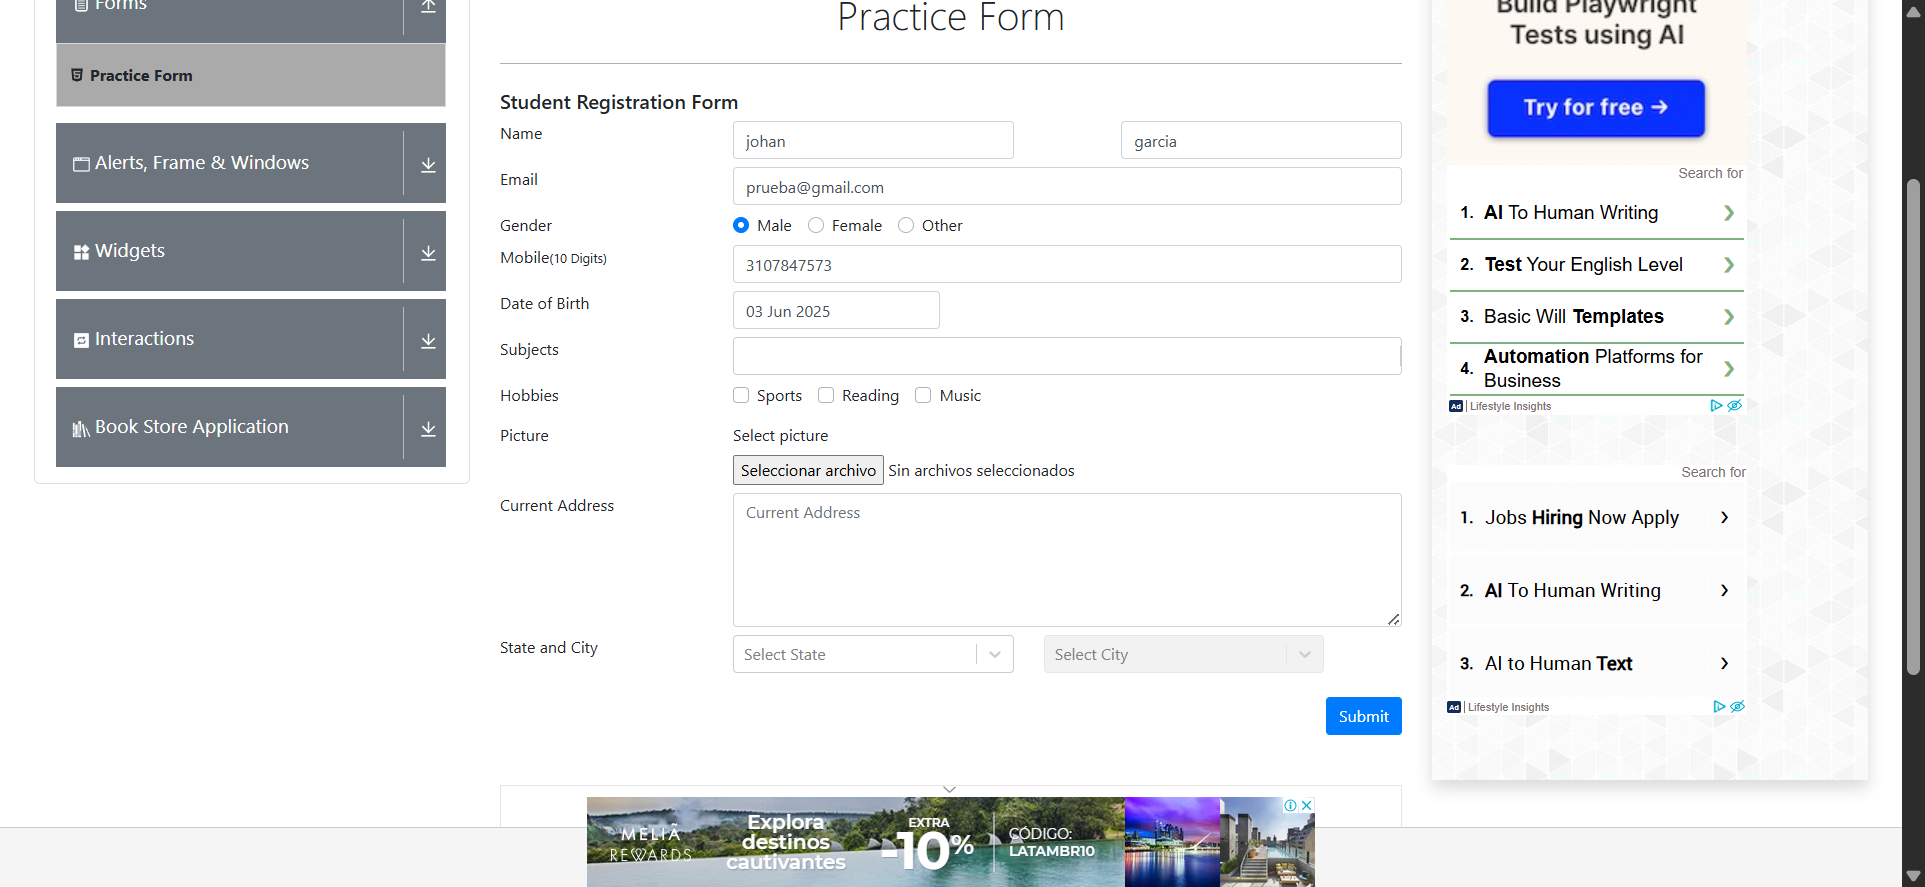 Forms
Practice Form
Alerts, Frame & Windows
Widgets
Interactions
Book Store Application
Practice Form
Student Registration Form
Name johan garcia
Email prueba@gmail.com
Gender Male Female Other
Mobile(10 Digits) 3107847573
Date of Birth 03 Jun 2025
Subjects
Hobbies Sports Reading Music
Picture Select picture
Seleccionar archivo Sin archivos seleccionados
Current Address Current Address
State and City Select State Select City
Submit
Build Playwright
Tests using AI
Try for free →
Search for
1. AI To Human Writing
2. Test Your English Level
3. Basic Will Templates
4. Automation Platforms for
Business
Ad | Lifestyle Insights
Search for
1. Jobs Hiring Now Apply
2. AI To Human Writing
3. AI to Human Text
Ad | Lifestyle Insights
MELIÃ
REWARDS
Explora
destinos
cautivantes
EXTRA
-10%
CÓDIGO:
LATAMBR10